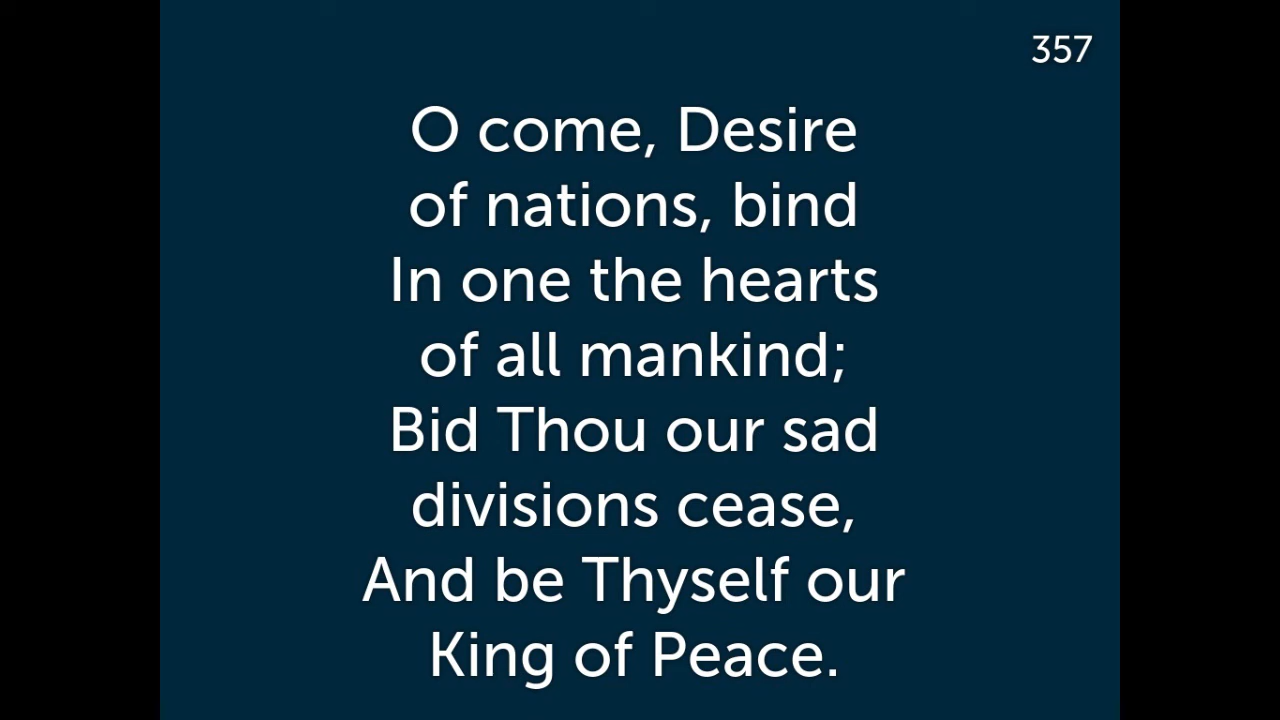 357
O come, Desire
of nations, bind
In one the hearts
of all mankind;
Bid Thou our sad
divisions cease,
And be Thyself our
King of Peace.